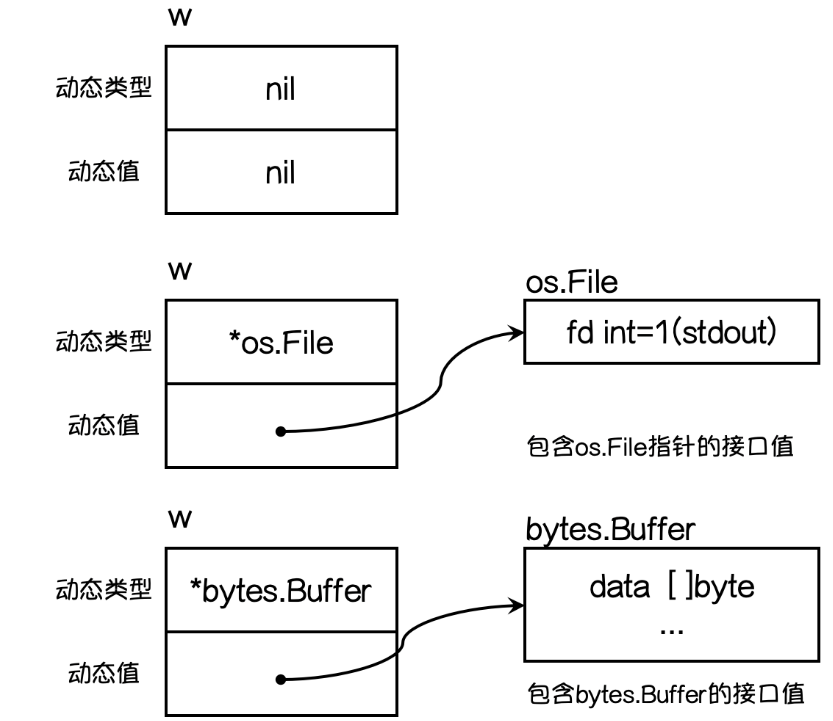 w
动态类型
nil
动态值
nil
w
os.File
动态类型
*os.File
fd int=1(stdout)
动态值
包含os.File指针的接口值
w
bytes.Buffer
动态类型
*bytes.Buffer
data [ ]byte
...
动态值
包含bytes.Buffer的接口值